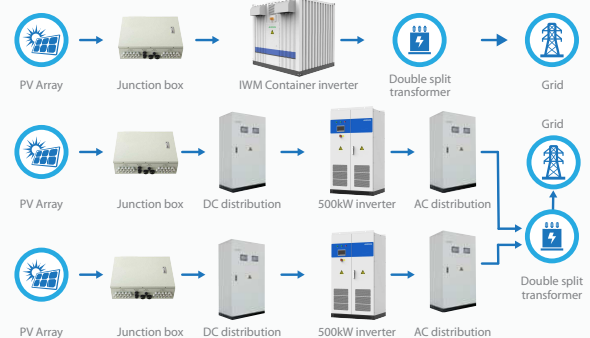 PV Array
Junction box
IWM Container inverter
Double split
transformer
Grid
Grid
PV Array
Junction box
DC distribution
500kW inverter
AC distribution
Double split
transformer
PV Array
Junction box
DC distribution
500kW inverter
AC distribution